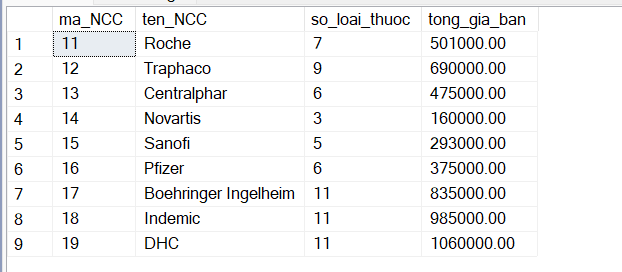 ma_NCC ten_NCC so_loai_thuoc tong_gia_ban
1 11 Roche 7 501000.00
2 12 Traphaco 9 690000.00
3 13 Centralphar 6 475000.00
4 14 Novartis 3 160000.00
5 15 Sanofi 5 293000.00
6 16 Pfizer 6 375000.00
7 17 Boehringer Ingelheim 11 835000.00
8 18 Indemic 11 985000.00
9 19 DHC 11 1060000.00